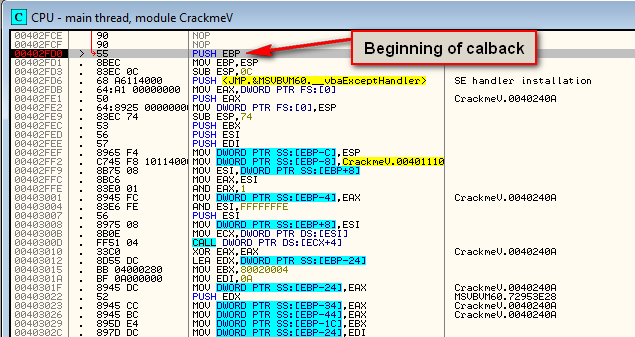 C CPU - main thread, module CrackmeV
00402FCE 90 NOP
00402FCF 90 NOP
00402FD0 > *55 PUSH EBP Beginning of calback
00402FD1 . 8BEC MOV EBP,ESP
00402FD3 . 83EC 0C SUB ESP,0C
00402FD6 . 68 A6114000 PUSH <JMP.&MSVBVM60.__vbaExceptHandler> SE handler installation
00402FDB . 64:A1 00000000 MOV EAX,DWORD PTR FS:[0]
00402FE1 . 50 PUSH EAX CrackmeV.0040240A
00402FE2 . 64:8925 00000000 MOV DWORD PTR FS:[0],ESP
00402FE9 . 83EC 74 SUB ESP,74
00402FEC . 53 PUSH EBX
00402FED . 56 PUSH ESI
00402FEE . 57 PUSH EDI
00402FEF . 8965 F4 MOV DWORD PTR SS:[EBP-C],ESP
00402FF2 . C745 F8 10114000 MOV DWORD PTR SS:[EBP-8],CrackmeV.00401110
00402FF9 . 8B75 08 MOV ESI,DWORD PTR SS:[EBP+8]
00402FFC . 8BC6 MOV EAX,ESI
00402FFE . 83E0 01 AND EAX,1
00403001 . 8945 FC MOV DWORD PTR SS:[EBP-4],EAX CrackmeV.0040240A
00403004 . 83E6 FE AND ESI,FFFFFFFE
00403007 . 56 PUSH ESI
00403008 . 8975 08 MOV DWORD PTR SS:[EBP+8],ESI
0040300B . 8B0E MOV ECX,DWORD PTR DS:[ESI]
0040300D . FF51 04 CALL DWORD PTR DS:[ECX+4]
00403010 . 33C0 XOR EAX,EAX CrackmeV.0040240A
00403012 . 8D55 DC LEA EDX,DWORD PTR SS:[EBP-24]
00403015 . BB 04000280 MOV EBX,80020004
0040301A . BF 0A000000 MOV EDI,0A
0040301F . 8945 DC MOV DWORD PTR SS:[EBP-24],EAX CrackmeV.0040240A
00403022 . 52 PUSH EDX MSVBVM60.72953E28
00403023 . 8945 CC MOV DWORD PTR SS:[EBP-34],EAX CrackmeV.0040240A
00403026 . 8945 BC MOV DWORD PTR SS:[EBP-44],EAX CrackmeV.0040240A
00403029 . 895D E4 MOV DWORD PTR SS:[EBP-1C],EBX
0040302C . 897D DC MOV DWORD PTR SS:[EBP-24],EDI